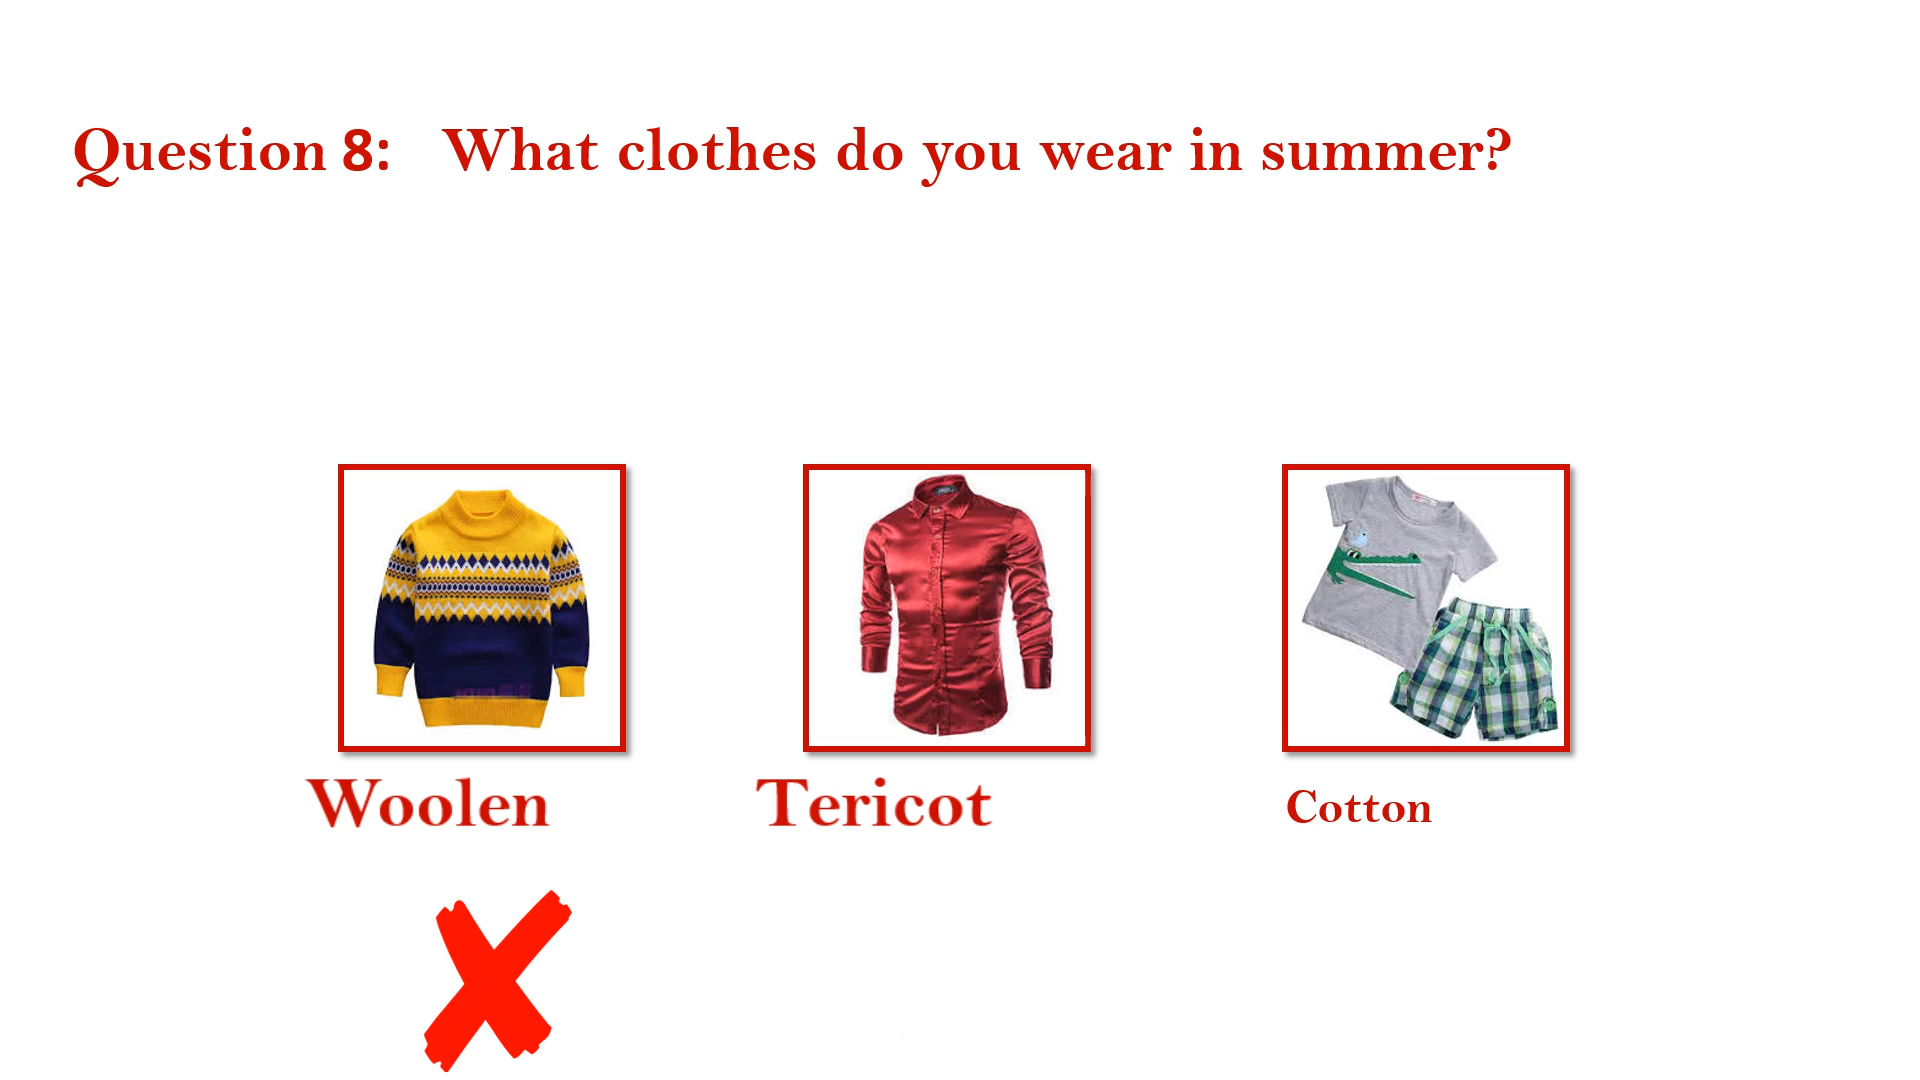 Question 8: What clothes do you wear in summer?
Woolen
Tericot
Cotton